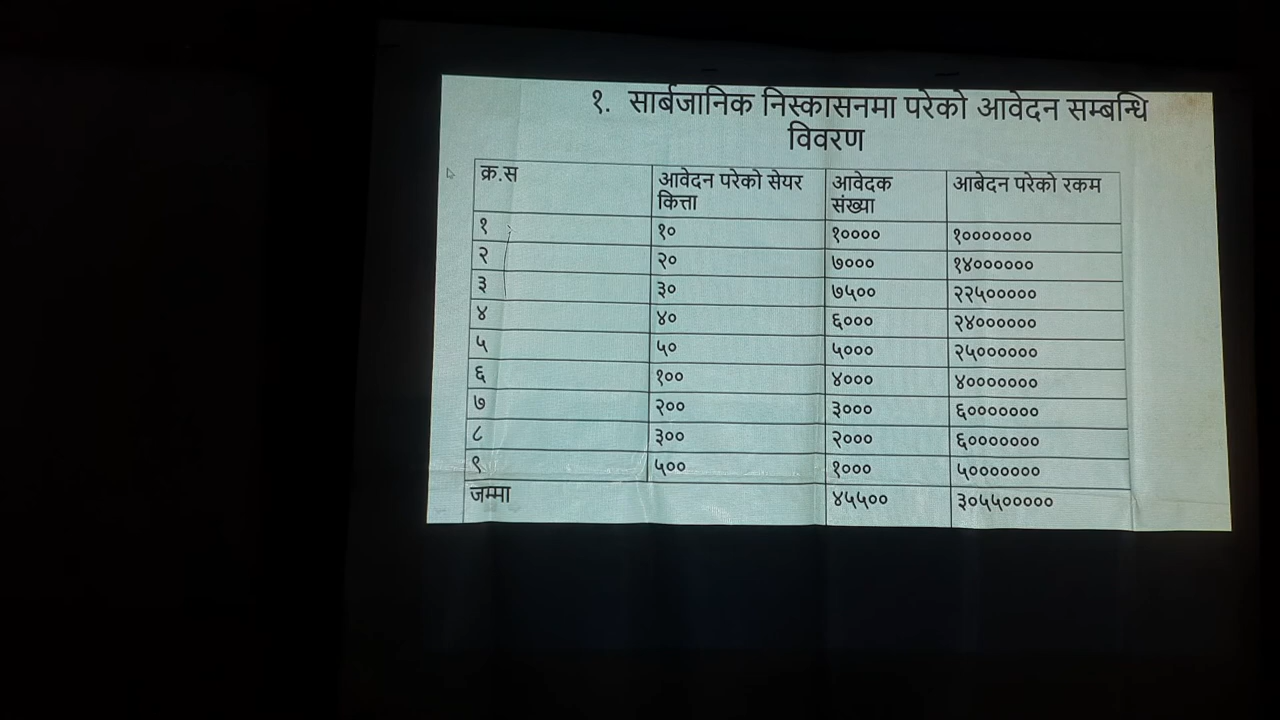 १. सार्बजानिक निस्कासनमा परेको आवेदन सम्बन्धि
विवरण
क्र.स आवेदन परेको सेयर कित्ता आवेदक संख्या आबेदन परेको रकम
१ १० १०००० १०००००००
२ २० ७००० १४००००००
३ ३० ७५०० २२५०००००
४ ४० ६००० २४००००००
५ ५० ५००० २५००००००
६ १०० ४००० ४०००००००
७ २०० ३००० ६०००००००
८ ३०० २००० ६०००००००
९ ५०० १००० ५०००००००
जम्मा ४५५०० ३०५५०००००